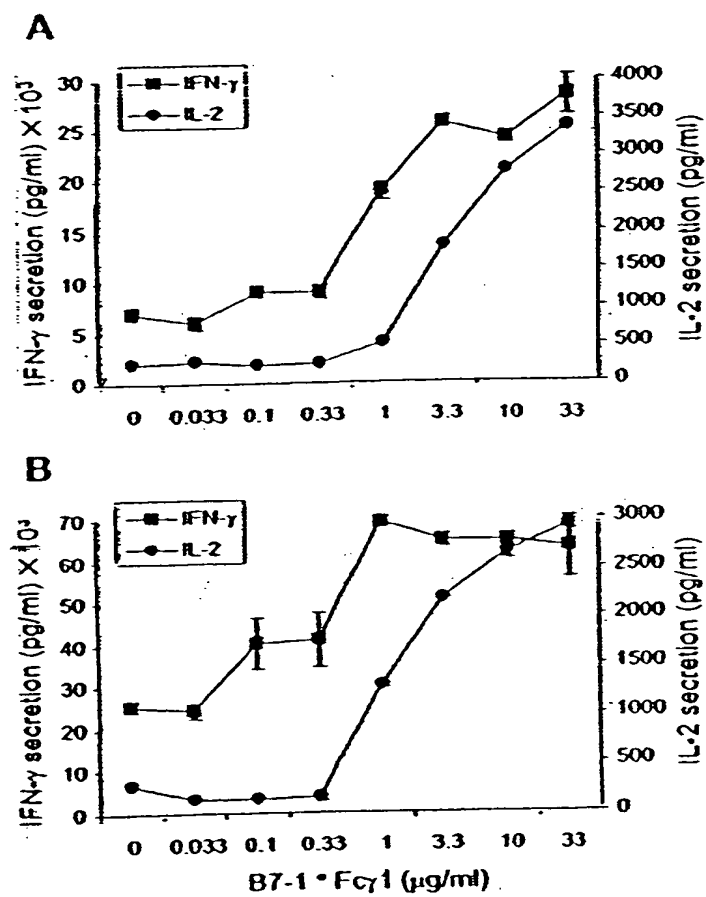 A
IFN-γ secretion (pg/ml) X 10³
30
25
20
15
10
5
0
IFN-γ
IL-2
4000
3500
3000
2500
2000
1500
1000
500
0
IL-2 secretion (pg/ml)
0 0.033 0.1 0.33 1 3.3 10 33
B
IFN-γ secretion (pg/ml) X 10³
70
60
50
40
30
20
10
0
IFN-γ
IL-2
3000
2500
2000
1500
1000
500
0
IL-2 secretion (pg/ml)
0 0.033 0.1 0.33 1 3.3 10 33
B7-1 • Fcγ1 (µg/ml)